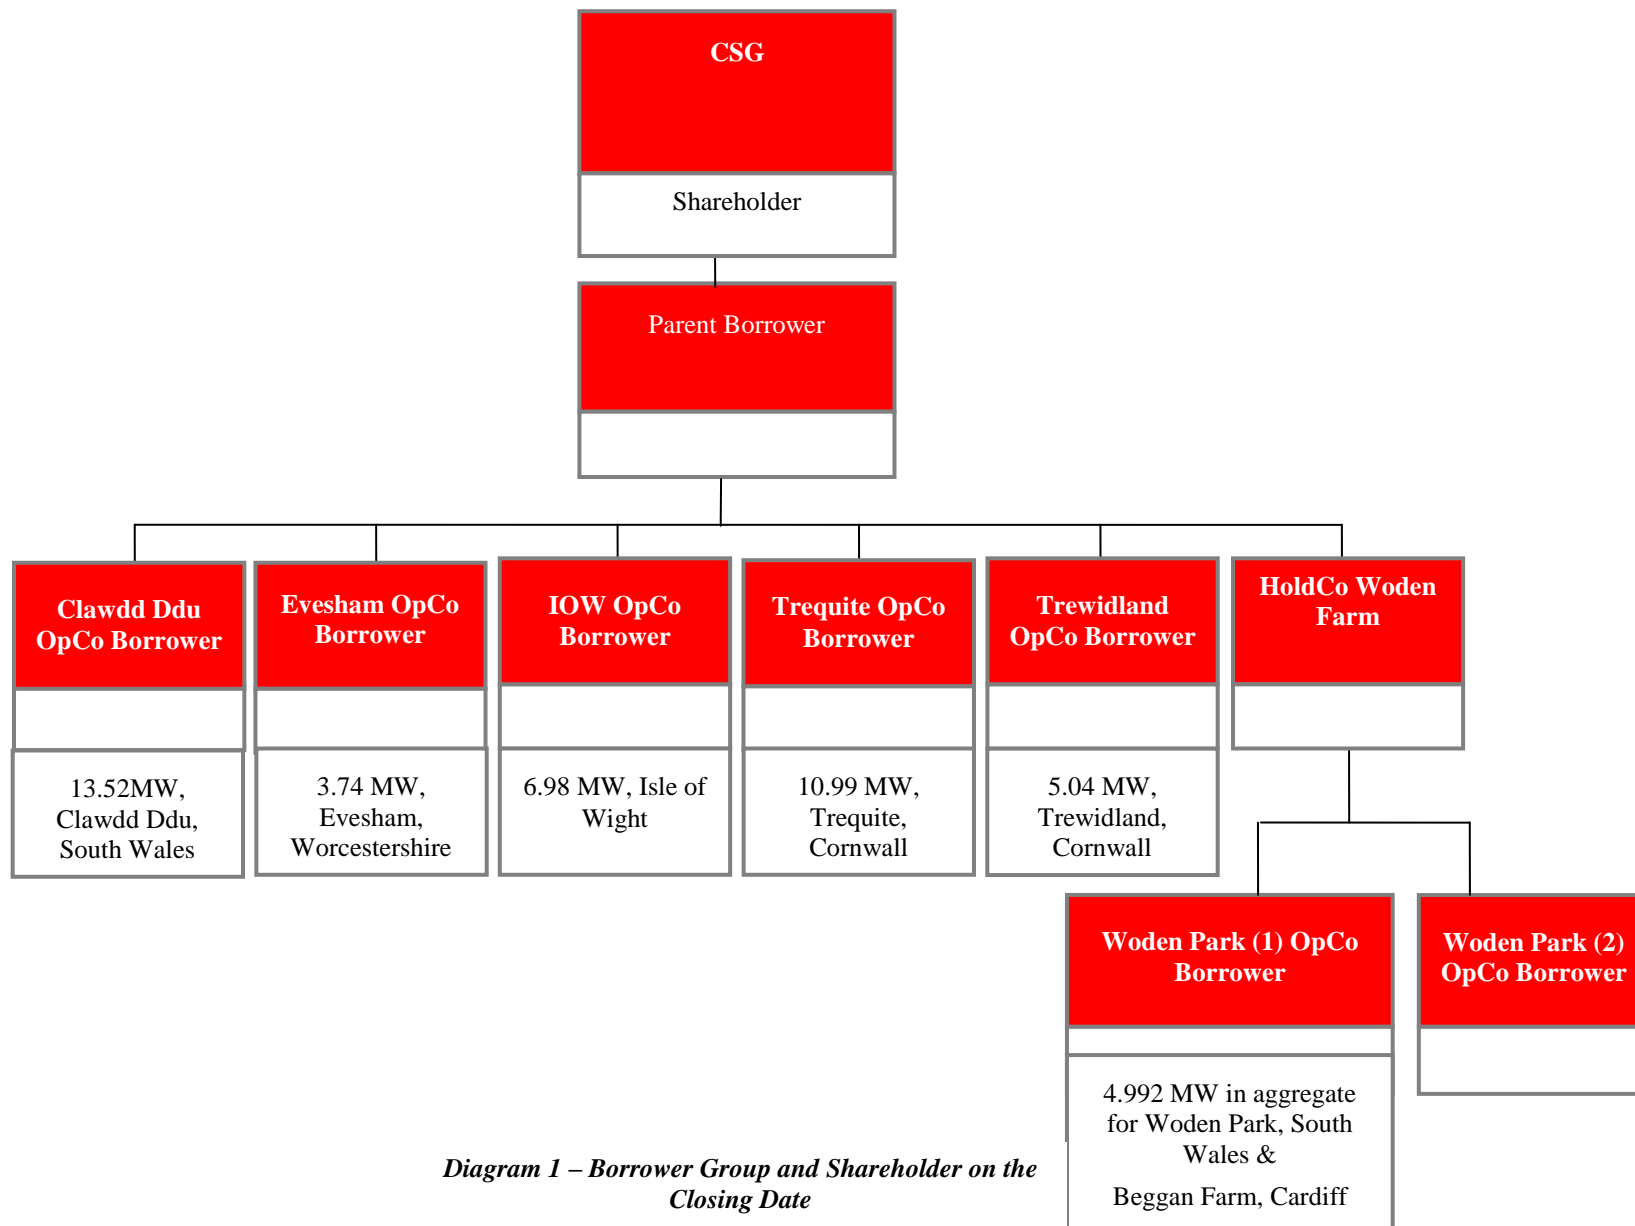 CSG
Shareholder
Parent Borrower
Clawdd Ddu
OpCo Borrower
13.52MW,
Clawdd Ddu,
South Wales
Evesham OpCo
Borrower
3.74 MW,
Evesham,
Worcestershire
IOW OpCo
Borrower
6.98 MW, Isle of
Wight
Trequite OpCo
Borrower
10.99 MW,
Trequite,
Cornwall
Trewidland
OpCo Borrower
5.04 MW,
Trewidland,
Cornwall
HoldCo Woden
Farm
Woden Park (1) OpCo
Borrower
4.992 MW in aggregate
for Woden Park, South
Wales &
Beggan Farm, Cardiff
Woden Park (2)
OpCo Borrower
Diagram 1 – Borrower Group and Shareholder on the
Closing Date